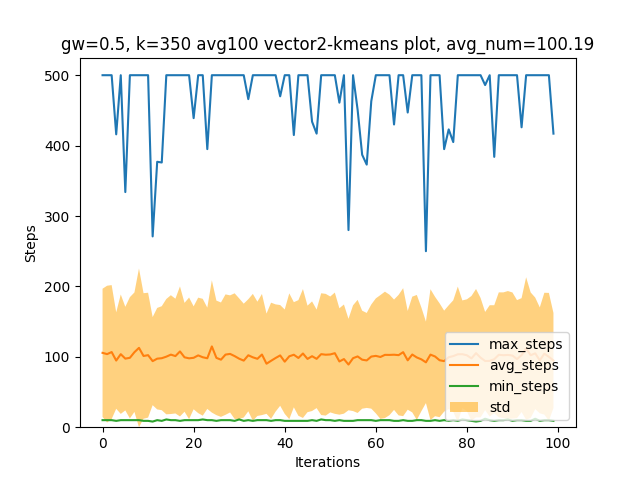 gw=0.5, k=350 avg100 vector2-kmeans plot, avg_num=100.19
500
400
300
200
100
0
Steps
max_steps
avg_steps
min_steps
std
0 20 40 60 80 100
Iterations